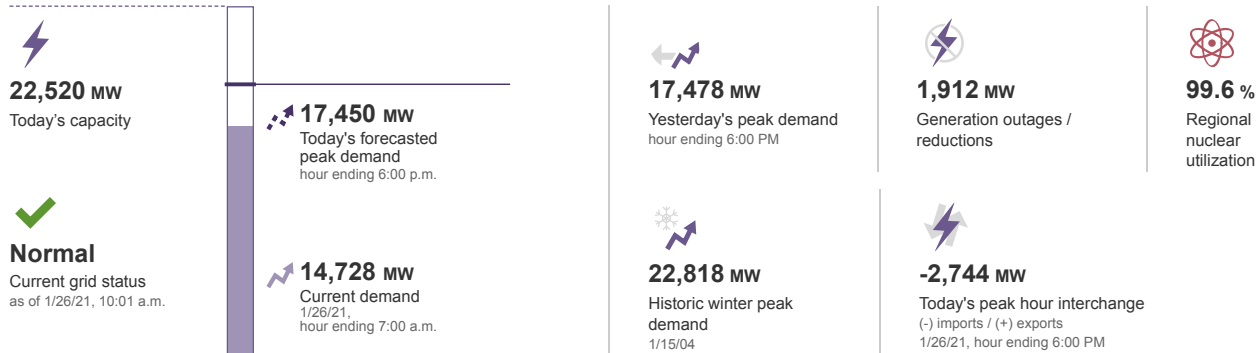 22,520 MW
Today's capacity
Normal
Current grid status
as of 1/26/21, 10:01 a.m.
17,450 MW
Today's forecasted
peak demand
hour ending 6:00 p.m.
14,728 MW
Current demand
1/26/21,
hour ending 7:00 a.m.
17,478 MW
Yesterday's peak demand
hour ending 6:00 PM
1,912 MW
Generation outages /
reductions
99.6 %
Regional
nuclear
utilization
22,818 MW
Historic winter peak
demand
1/15/04
-2,744 MW
Today's peak hour interchange
(-) imports / (+) exports
1/26/21, hour ending 6:00 PM